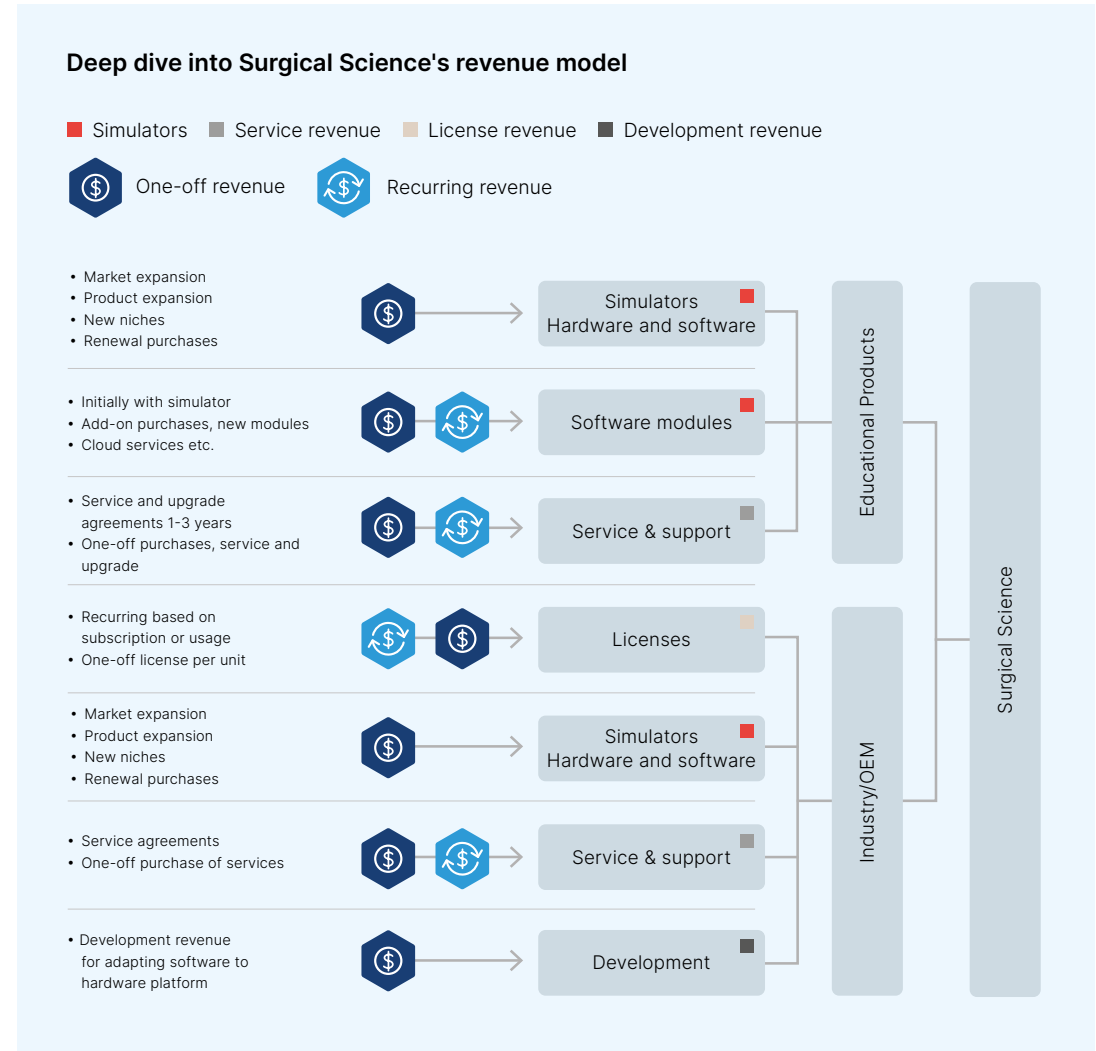 Deep dive into Surgical Science's revenue model
Simulators
Service revenue
License revenue
Development revenue
One-off revenue
Recurring revenue
• Market expansion
• Product expansion
• New niches
• Renewal purchases
Simulators
Hardware and software
• Initially with simulator
• Add-on purchases, new modules
• Cloud services etc.
Software modules
• Service and upgrade
agreements 1-3 years
• One-off purchases, service and
upgrade
Service & support
Educational Products
• Recurring based on
subscription or usage
• One-off license per unit
Licenses
• Market expansion
• Product expansion
• New niches
• Renewal purchases
Simulators
Hardware and software
• Service agreements
• One-off purchase of services
Service & support
• Development revenue
for adapting software to
hardware platform
Development
Industry/OEM
Surgical Science